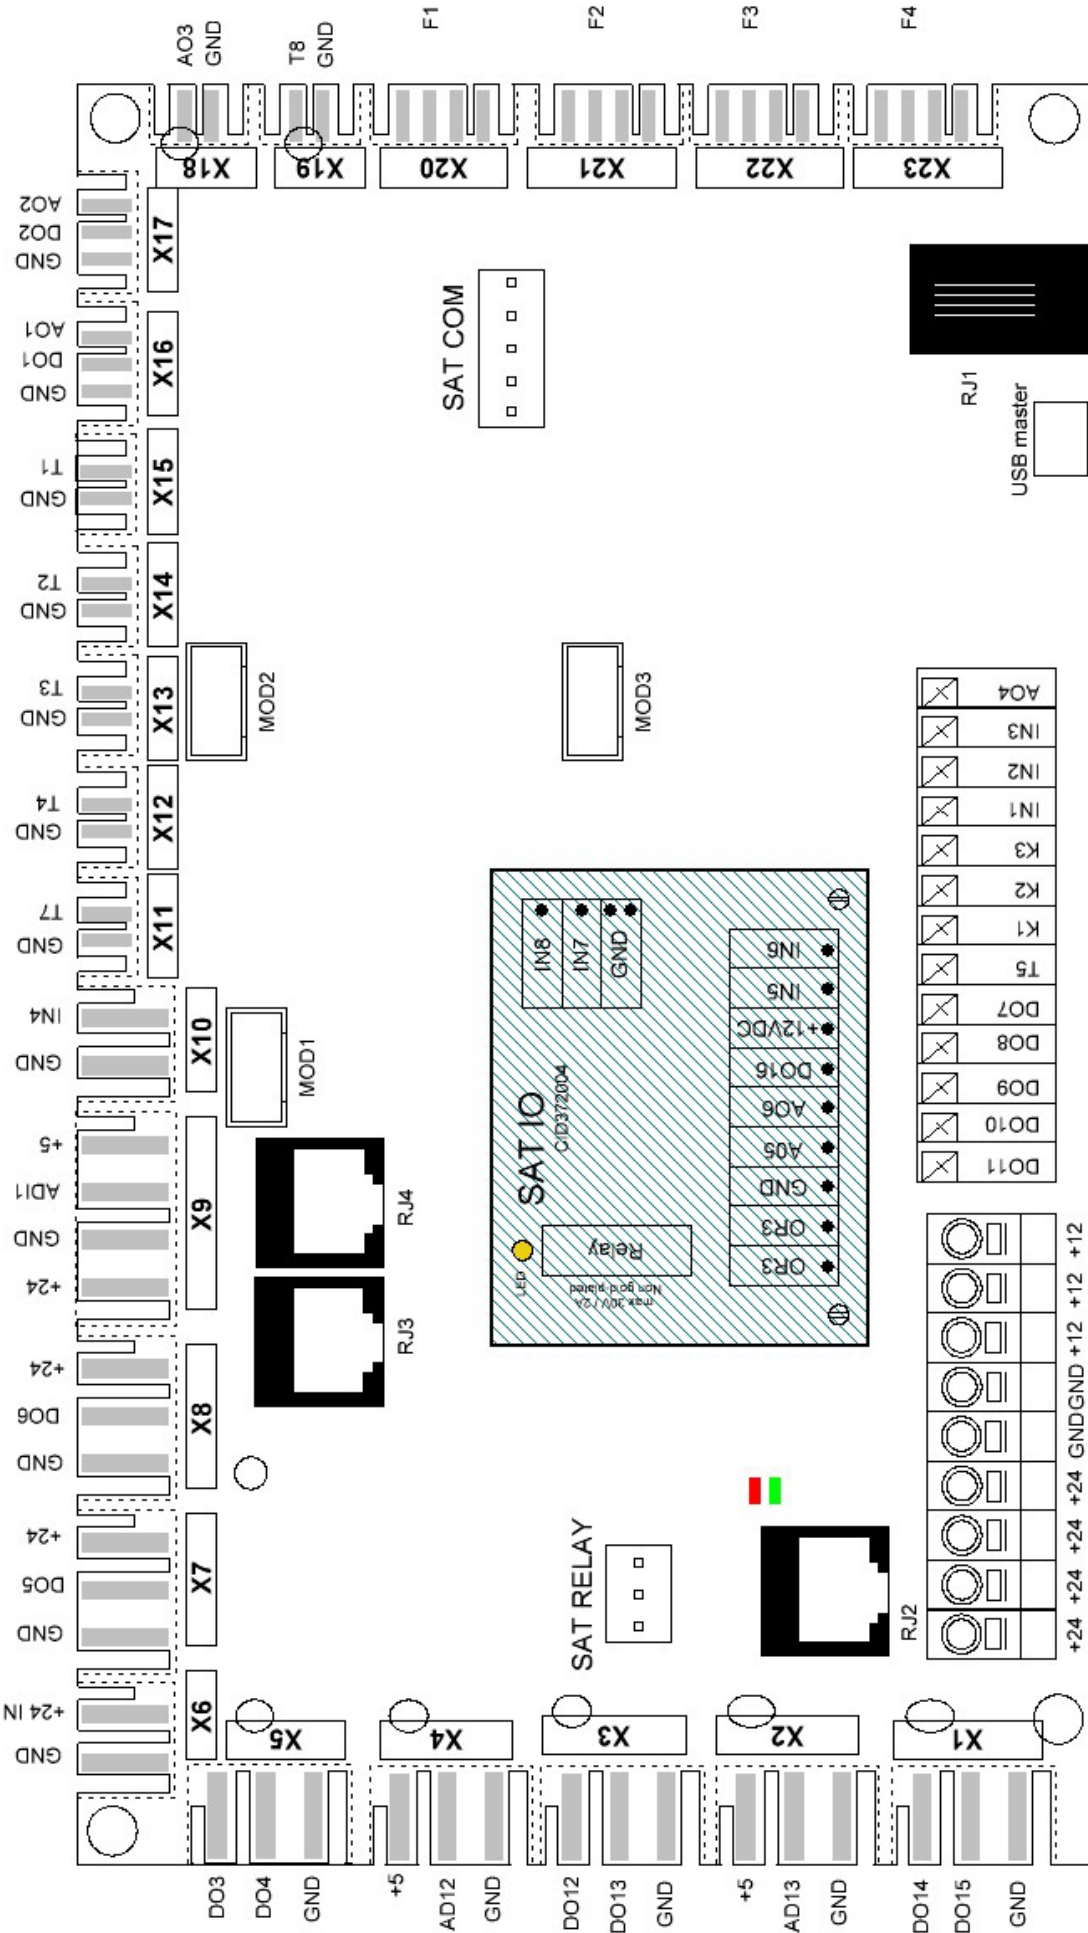 AO3
GND
T8
GND
F1
F2
F3
F4
X18
X19
X20
X21
X22
X23
AO2
DO2
GND
X17
AO1
DO1
GND
X16
T1
GND
X15
T2
GND
X14
T3
GND
X13
T4
GND
X12
T7
GND
X11
IN4
GND
X10
+5
ADI1
GND
+24
X9
+24
DO6
GND
X8
+24
DO5
GND
X7
+24 IN
GND
X6
SAT COM
RJ1
USB master
MOD2
MOD3
MOD1
RJ4
RJ3
SAT IO
CID372004
LED
Relay
max 30V / 2A
Non gold-plated
IN8
IN7
GND
IN6
IN5
+12VDC
DO16
AO6
A05
GND
OR3
OR3
AO4
IN3
IN2
IN1
K3
K2
K1
T5
DO7
DO8
DO9
DO10
DO11
+12
+12
+12
GND
GND
+24
+24
+24
+24
SAT RELAY
RJ2
X5
X4
X3
X2
X1
DO3
DO4
GND
+5
AD12
GND
DO12
DO13
GND
+5
AD13
GND
DO14
DO15
GND